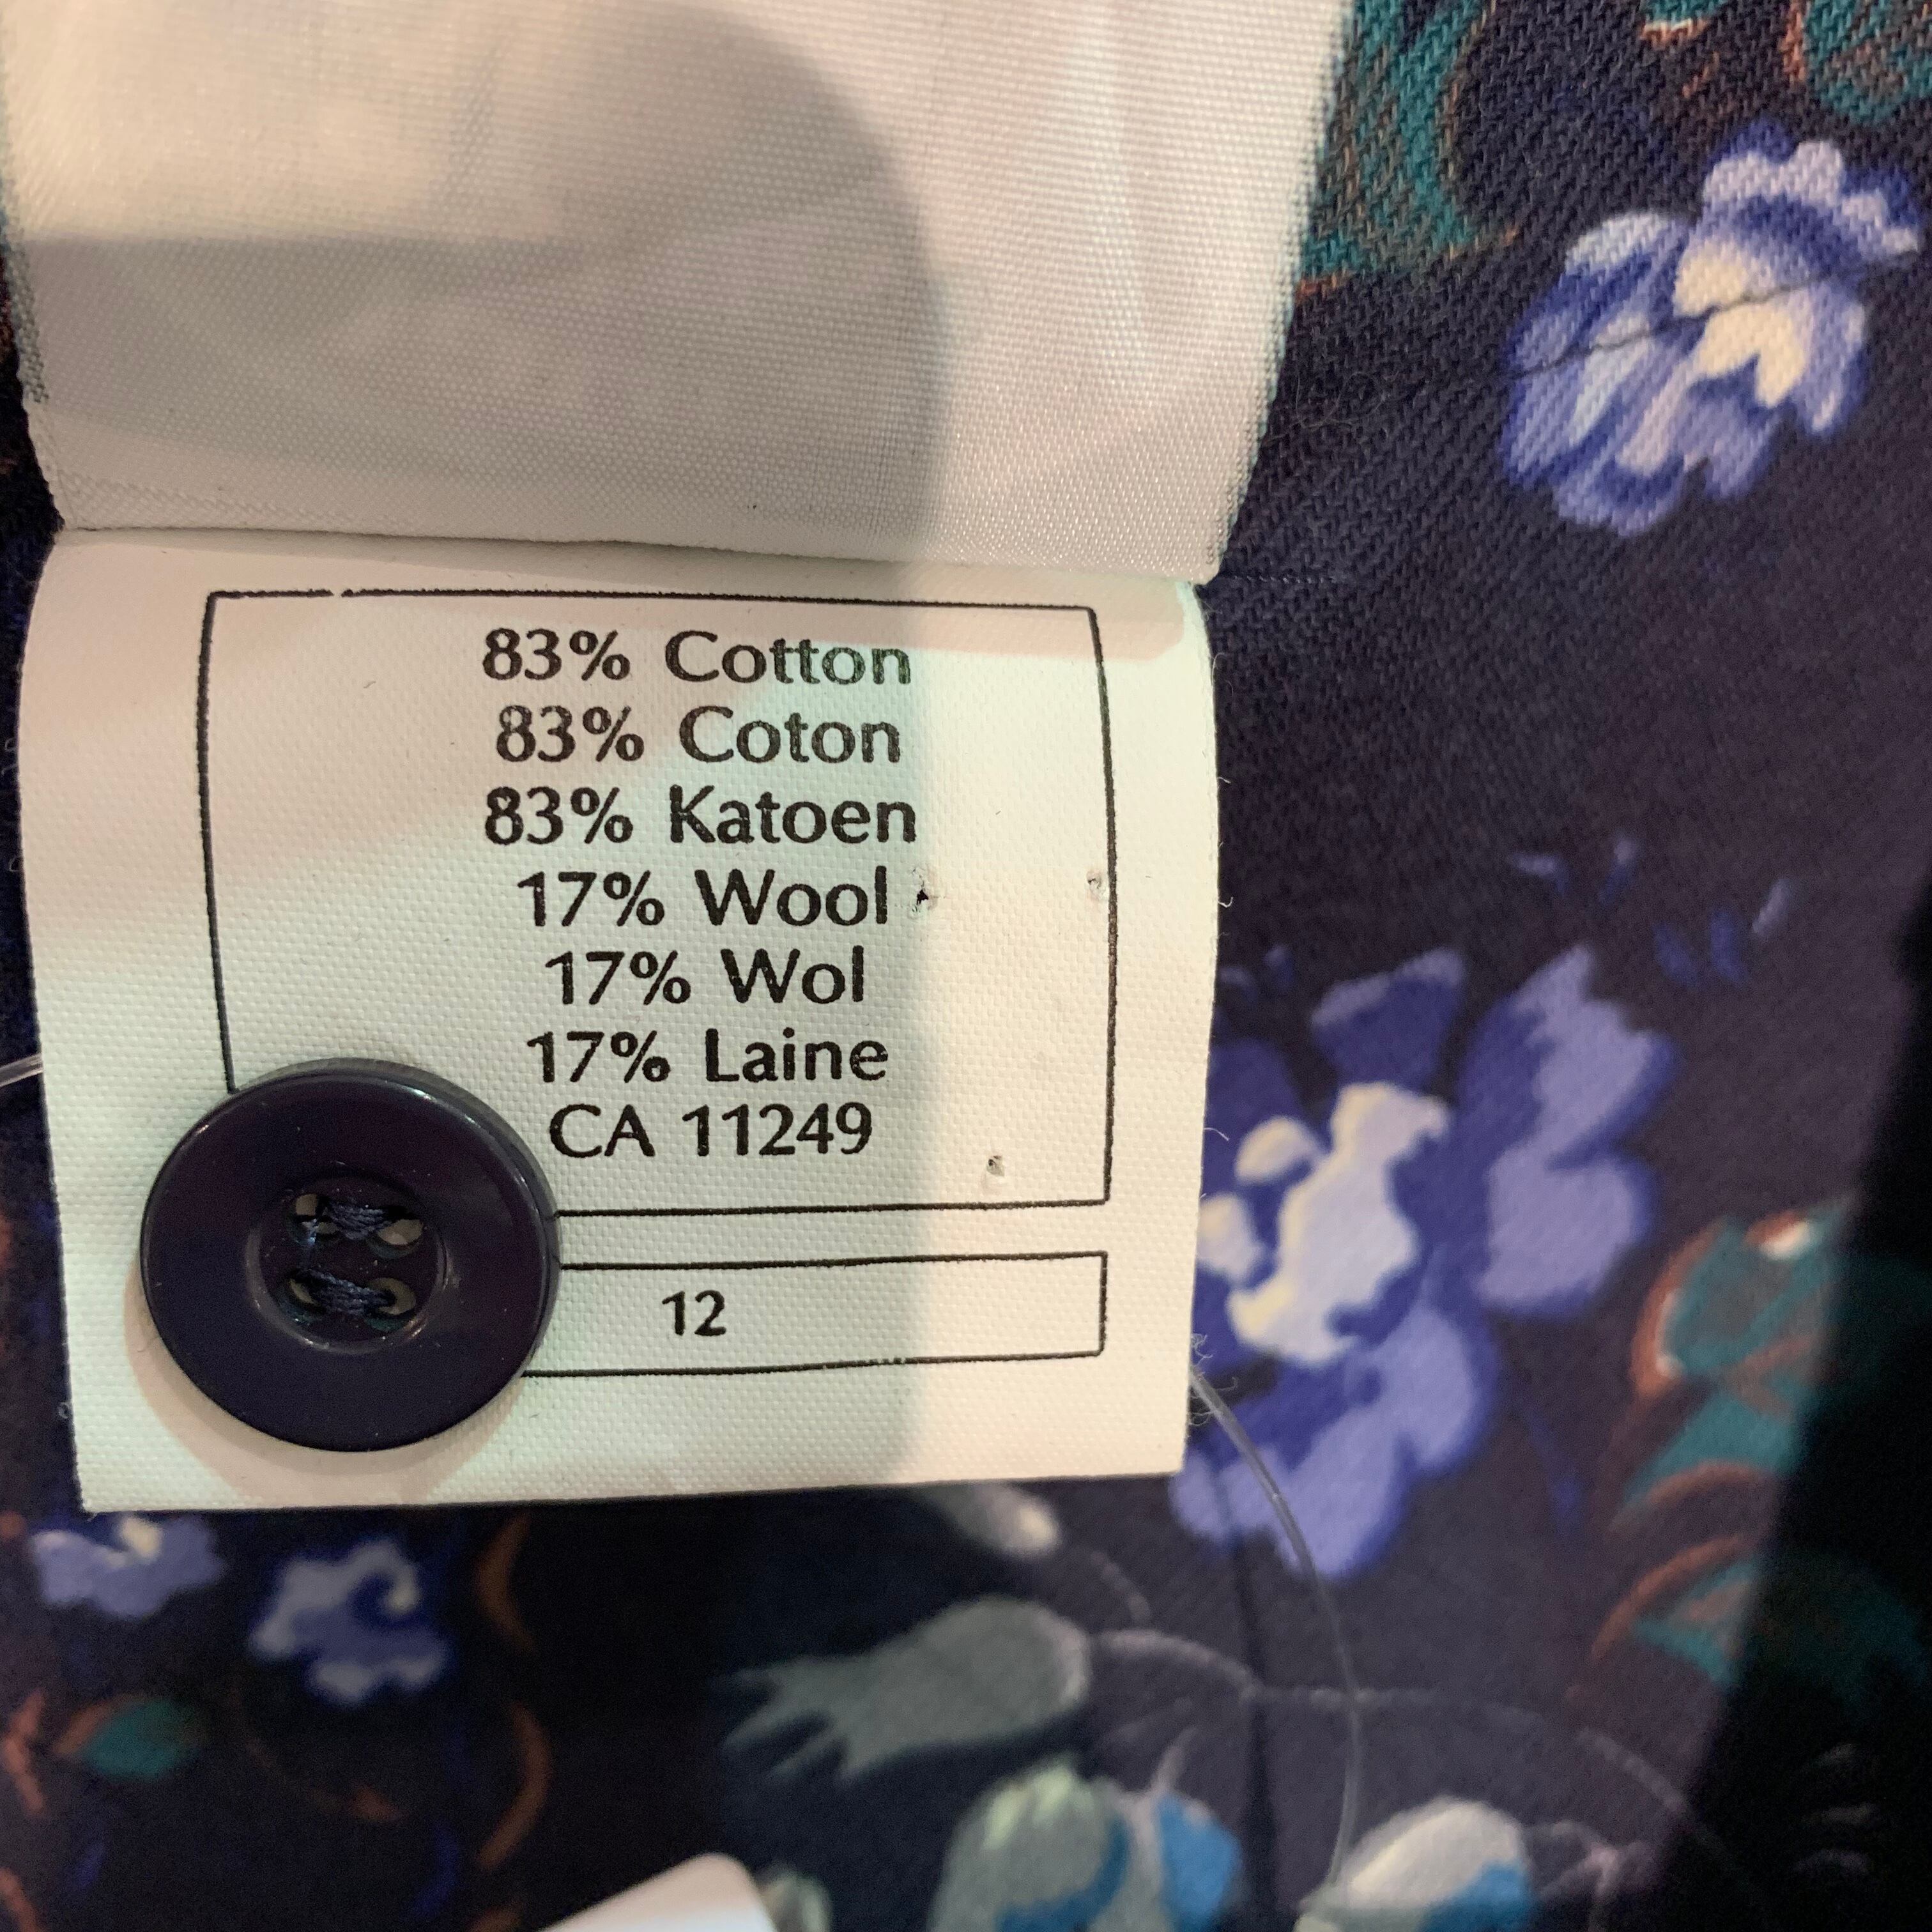 83% Cotton
83% Coton
83% Katoen
17% Wool
17% Wol
17% Laine
CA 11249
12